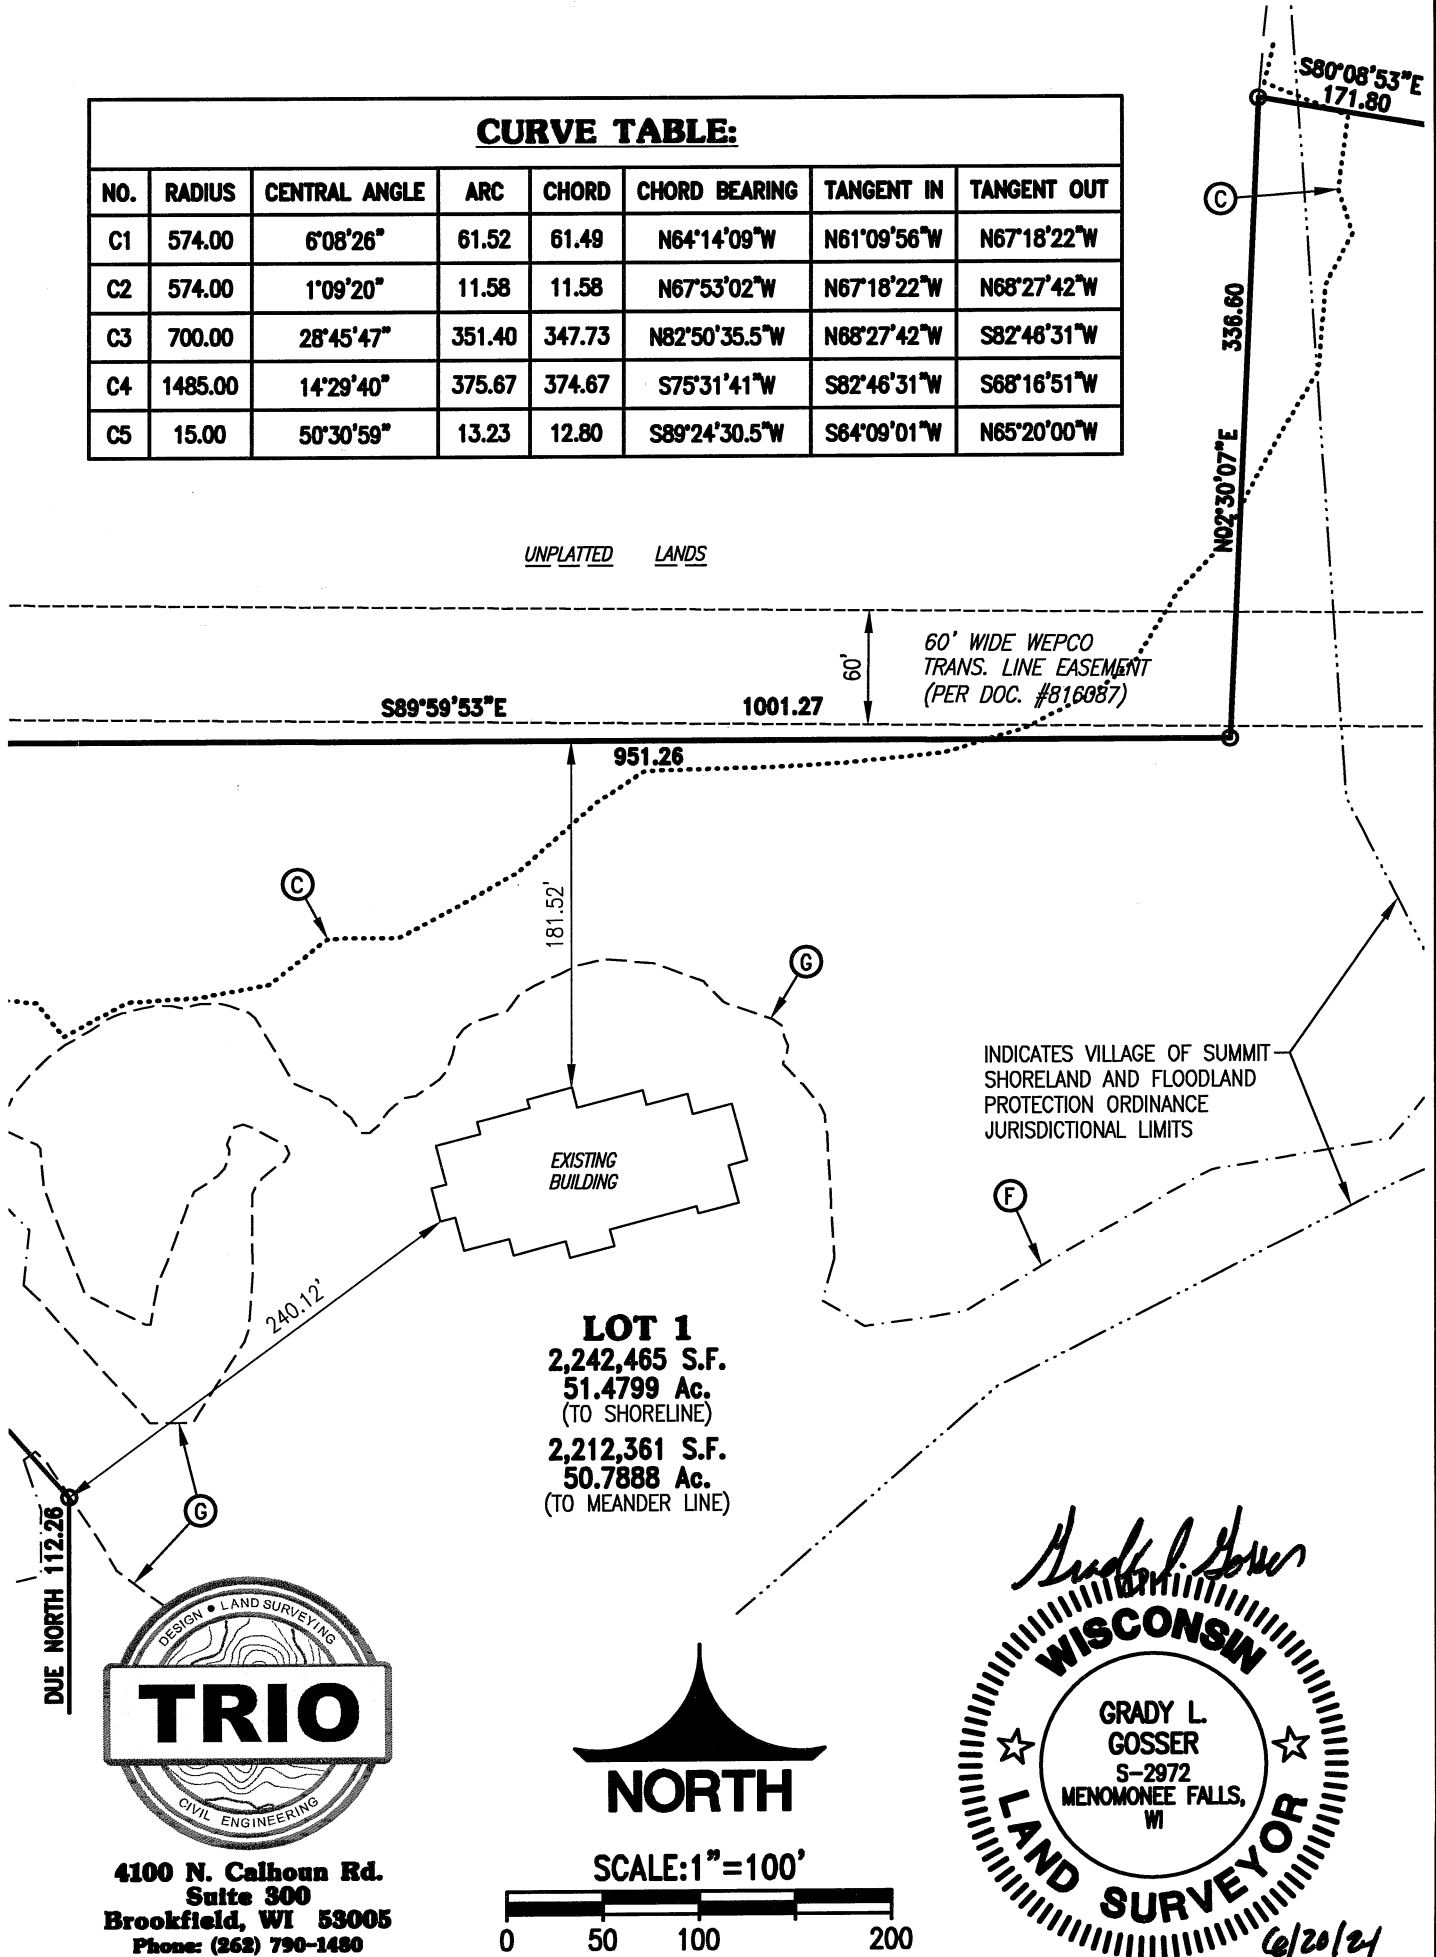 S80°08'53"E
171.80
CURVE TABLE:
NO. RADIUS CENTRAL ANGLE ARC CHORD CHORD BEARING TANGENT IN TANGENT OUT
C1 574.00 6°08'26" 61.52 61.49 N64°14'09"W N61°09'56"W N67°18'22"W
C2 574.00 1°09'20" 11.58 11.58 N67°53'02"W N67°18'22"W N68°27'42"W
C3 700.00 28°45'47" 351.40 347.73 N82°50'35.5"W N68°27'42"W S82°46'31"W
C4 1485.00 14°29'40" 375.67 374.67 S75°31'41"W S82°46'31"W S68°16'51"W
C5 15.00 50°30'59" 13.23 12.80 S89°24'30.5"W S64°09'01"W N65°20'00"W
C
336.60
N02°30'07"E
UNPLATTED LANDS
60'
60' WIDE WEPCO
TRANS. LINE EASEMENT
(PER DOC. #816087)
S89°59'53"E
1001.27
951.26
181.52'
C
G
INDICATES VILLAGE OF SUMMIT
SHORELAND AND FLOODLAND
PROTECTION ORDINANCE
JURISDICTIONAL LIMITS
EXISTING
BUILDING
F
240.12'
LOT 1
2,242,465 S.F.
51.4799 Ac.
(TO SHORELINE)
2,212,361 S.F.
50.7888 Ac.
(TO MEANDER LINE)
G
DUE NORTH 112.26
DESIGN • LAND SURVEYING
TRIO
CIVIL ENGINEERING
4100 N. Calhoun Rd.
Suite 300
Brookfield, WI 53005
Phone: (262) 790-1480
NORTH
SCALE:1"=100'
0 50 100 200
Grady L. Gosser
WISCONSIN
GRADY L.
GOSSER
S-2972
MENOMONEE FALLS,
WI
LAND SURVEYOR
6/20/24